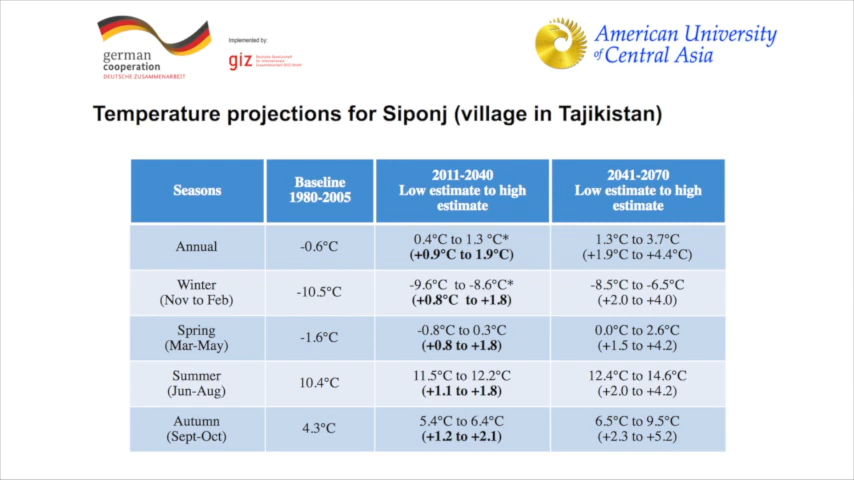 german
cooperation
DEUTSCHE ZUSAMMENARBEIT
Implemented by:
giz
Deutsche Gesellschaft
für Internationale
Zusammenarbeit (GIZ) GmbH
American University
of Central Asia
Temperature projections for Siponj (village in Tajikistan)
Seasons
Baseline
1980-2005
2011-2040
Low estimate to high
estimate
2041-2070
Low estimate to high
estimate
Annual
-0.6°C
0.4°C to 1.3 °C*
(+0.9°C to 1.9°C)
1.3°C to 3.7°C
(+1.9°C to +4.4°C)
Winter
(Nov to Feb)
-10.5°C
-9.6°C to -8.6°C*
(+0.8°C to +1.8)
-8.5°C to -6.5°C
(+2.0 to +4.0)
Spring
(Mar-May)
-1.6°C
-0.8°C to 0.3°C
(+0.8 to +1.8)
0.0°C to 2.6°C
(+1.5 to +4.2)
Summer
(Jun-Aug)
10.4°C
11.5°C to 12.2°C
(+1.1 to +1.8)
12.4°C to 14.6°C
(+2.0 to +4.2)
Autumn
(Sept-Oct)
4.3°C
5.4°C to 6.4°C
(+1.2 to +2.1)
6.5°C to 9.5°C
(+2.3 to +5.2)